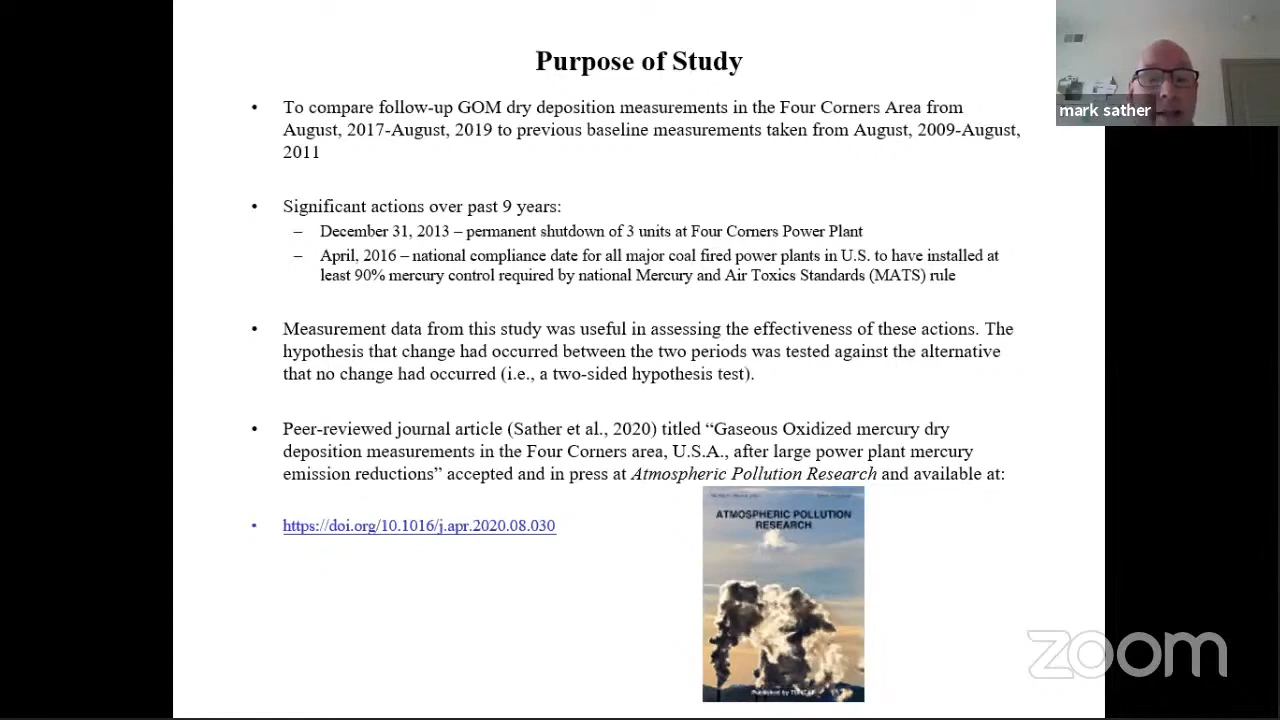 Purpose of Study
mark sather
• To compare follow-up GOM dry deposition measurements in the Four Corners Area from
August, 2017-August, 2019 to previous baseline measurements taken from August, 2009-August,
2011
• Significant actions over past 9 years:
– December 31, 2013 – permanent shutdown of 3 units at Four Corners Power Plant
– April, 2016 – national compliance date for all major coal fired power plants in U.S. to have installed at
least 90% mercury control required by national Mercury and Air Toxics Standards (MATS) rule
• Measurement data from this study was useful in assessing the effectiveness of these actions. The
hypothesis that change had occurred between the two periods was tested against the alternative
that no change had occurred (i.e., a two-sided hypothesis test).
• Peer-reviewed journal article (Sather et al., 2020) titled “Gaseous Oxidized mercury dry
deposition measurements in the Four Corners area, U.S.A., after large power plant mercury
emission reductions” accepted and in press at Atmospheric Pollution Research and available at:
• https://doi.org/10.1016/j.apr.2020.08.030
ATMOSPHERIC POLLUTION
RESEARCH
Published by
zoom